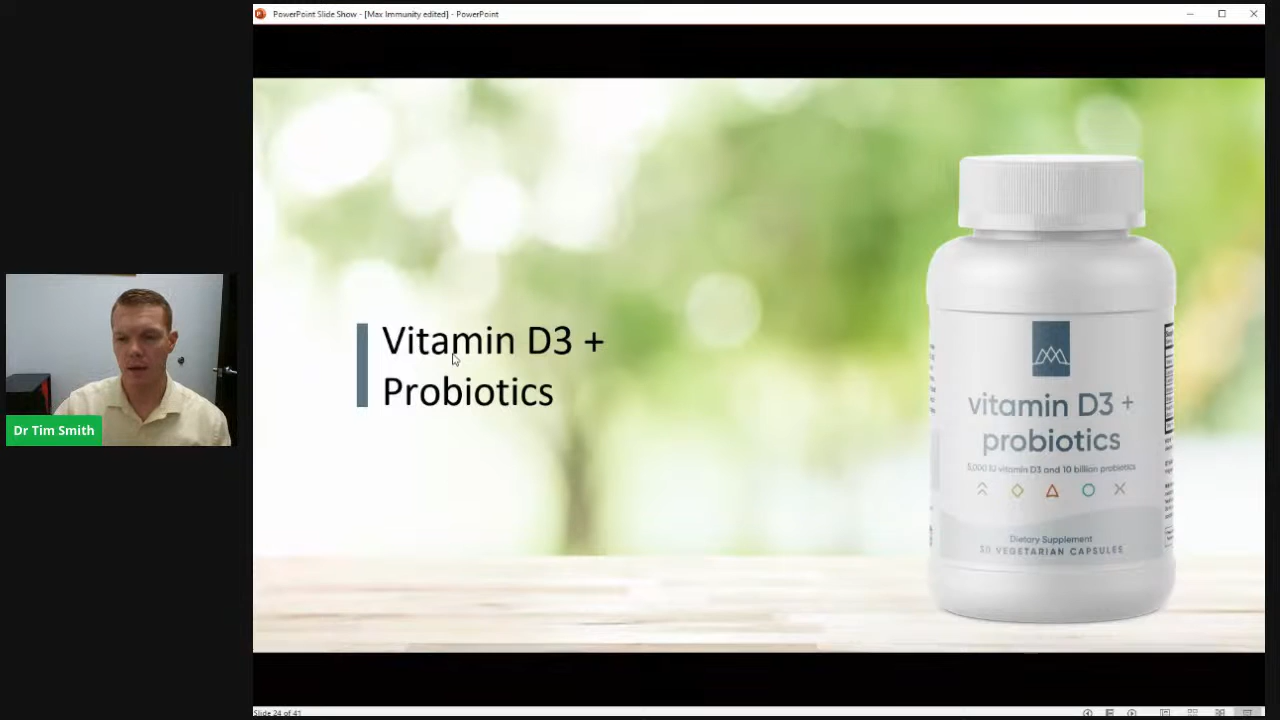 PowerPoint Slide Show - [Max Immunity edited] - PowerPoint
Vitamin D3 +
Probiotics
vitamin D3 +
probiotics
5,000 IU vitamin D3 and 10 billion probiotics
Dietary Supplement
30 VEGETARIAN CAPSULES
Dr Tim Smith
Slide 24 of 41